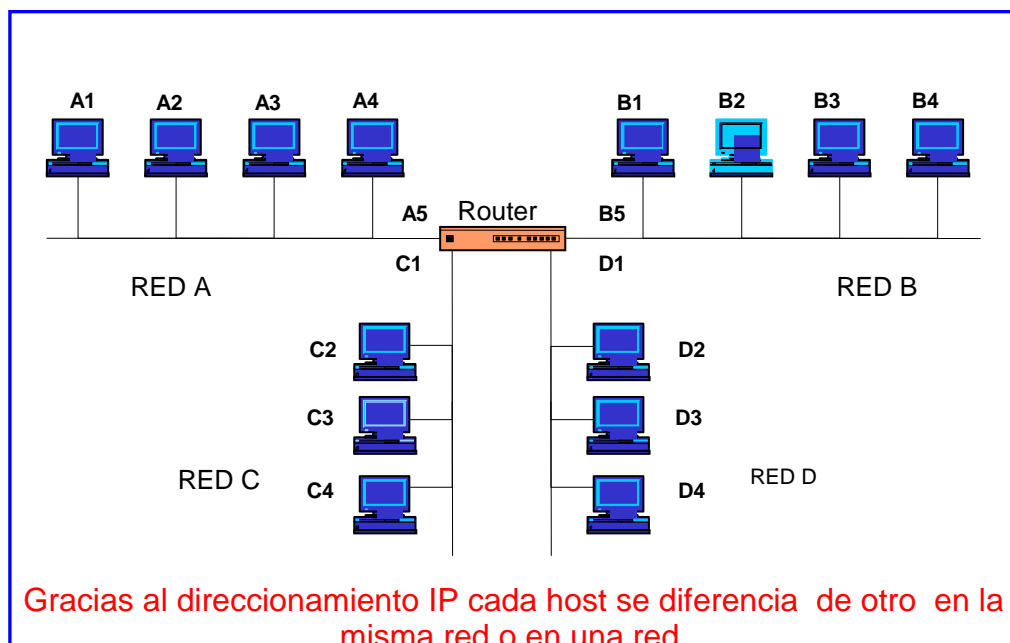 A1 A2 A3 A4 B1 B2 B3 B4
A5 Router B5
C1 D1
RED A RED B
C2 D2
C3 D3
RED C RED D
C4 D4
Gracias al direccionamiento IP cada host se diferencia de otro en la
misma red o en una red